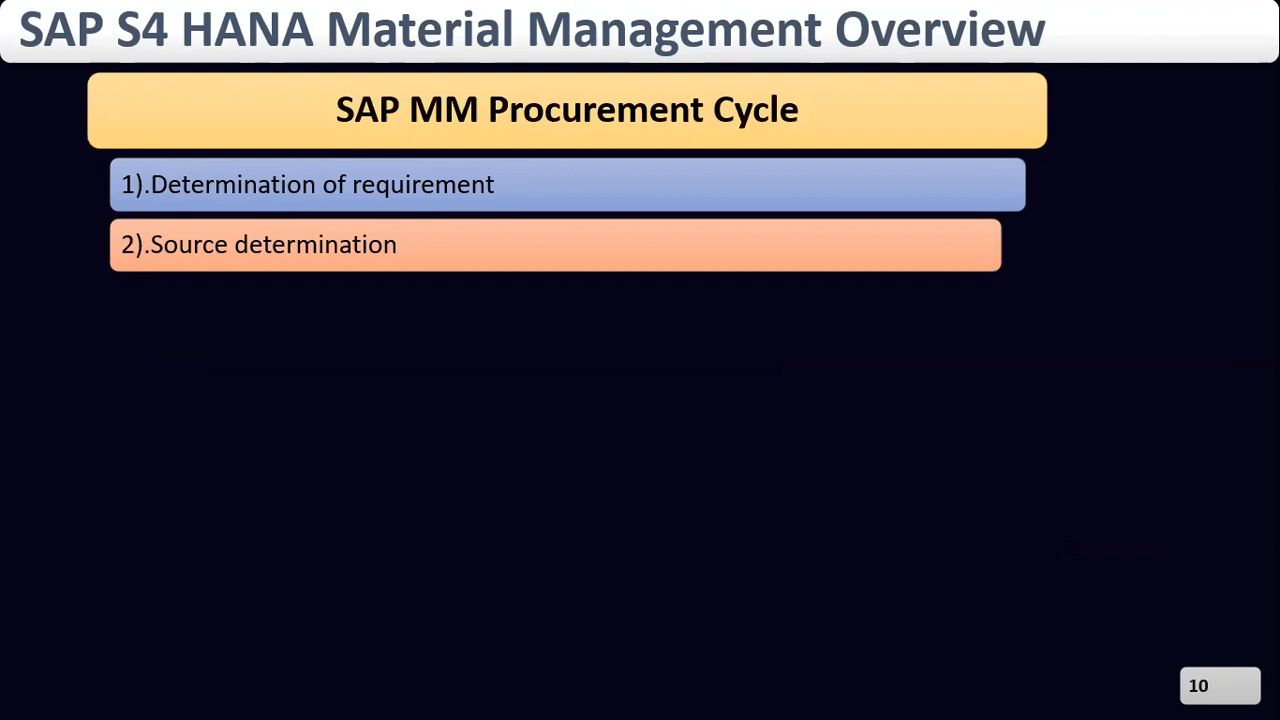 SAP S4 HANA Material Management Overview
SAP MM Procurement Cycle
1).Determination of requirement
2).Source determination
10